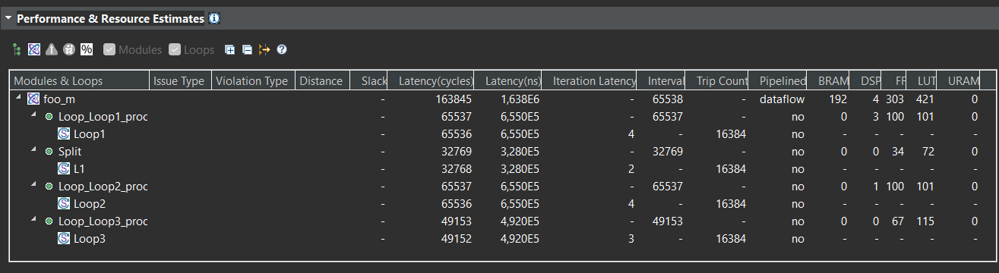 Performance & Resource Estimates
% Modules Loops
Modules & Loops Issue Type Violation Type Distance Slack Latency(cycles) Latency(ns) Iteration Latency Interval Trip Count Pipelined BRAM DSP FF LUT URAM
foo_m - 163845 1,638E6 - 65538 - dataflow 192 4 303 421 0
Loop_Loop1_proc - 65537 6,550E5 - 65537 - no 0 3 100 101 0
Loop1 - 65536 6,550E5 4 - 16384 no - - - - -
Split - 32769 3,280E5 - 32769 - no 0 0 34 72 0
L1 - 32768 3,280E5 2 - 16384 no - - - - -
Loop_Loop2_proc - 65537 6,550E5 - 65537 - no 0 1 100 101 0
Loop2 - 65536 6,550E5 4 - 16384 no - - - - -
Loop_Loop3_proc - 49153 4,920E5 - 49153 - no 0 0 67 115 0
Loop3 - 49152 4,920E5 3 - 16384 no - - - - -